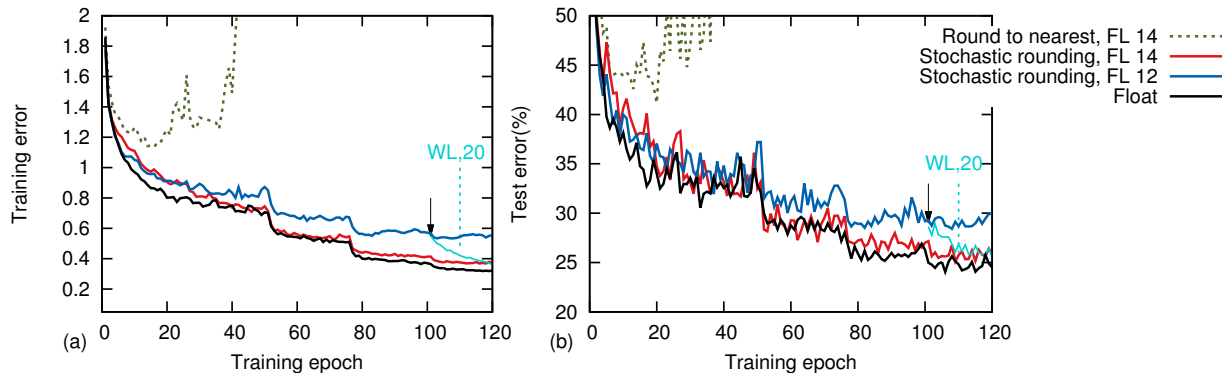 2
1.8
1.6
1.4
1.2
1
0.8
0.6
0.4
0.2
Training error
WL,20
0 20 40 60 80 100 120
(a)
Training epoch
50
45
40
35
30
25
20
Test error(%)
WL,20
0 20 40 60 80 100 120
(b)
Training epoch
Round to nearest, FL 14
Stochastic rounding, FL 14
Stochastic rounding, FL 12
Float